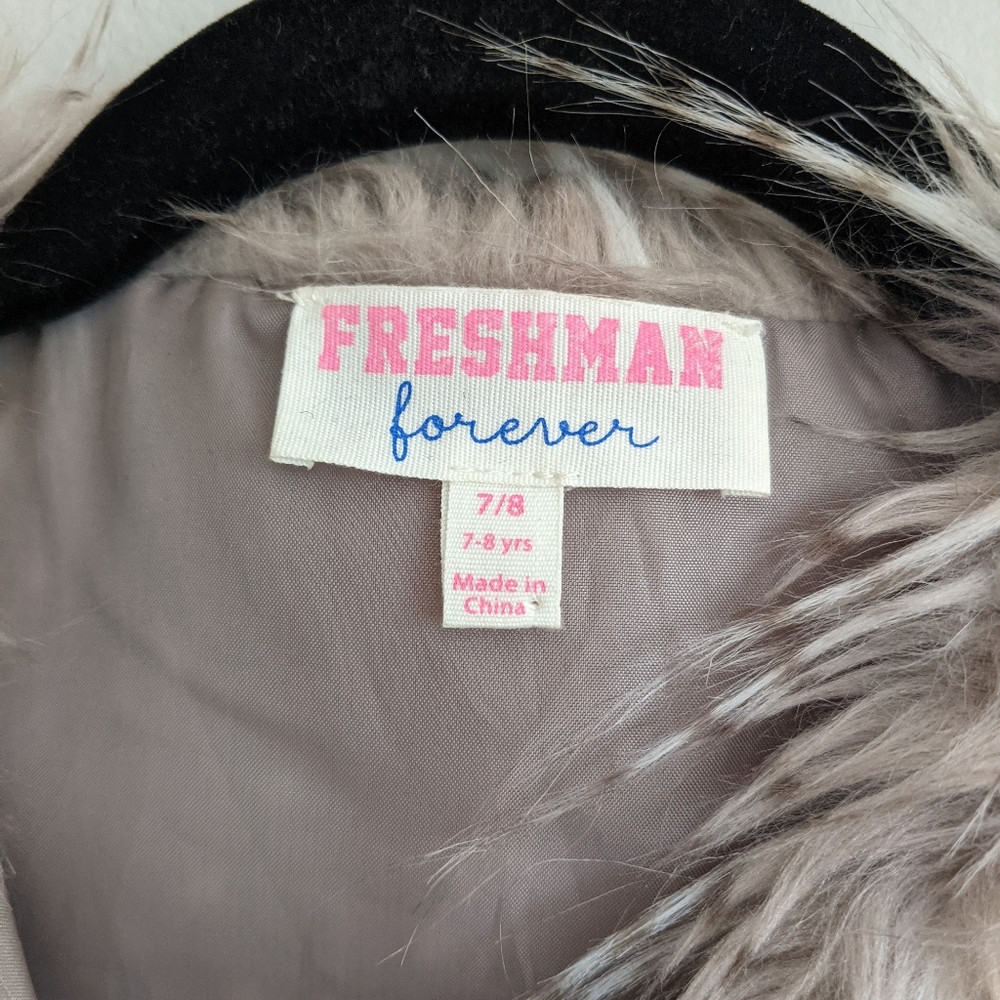 FRESHMAN
forever
7/8
7-8 yrs
Made in
China